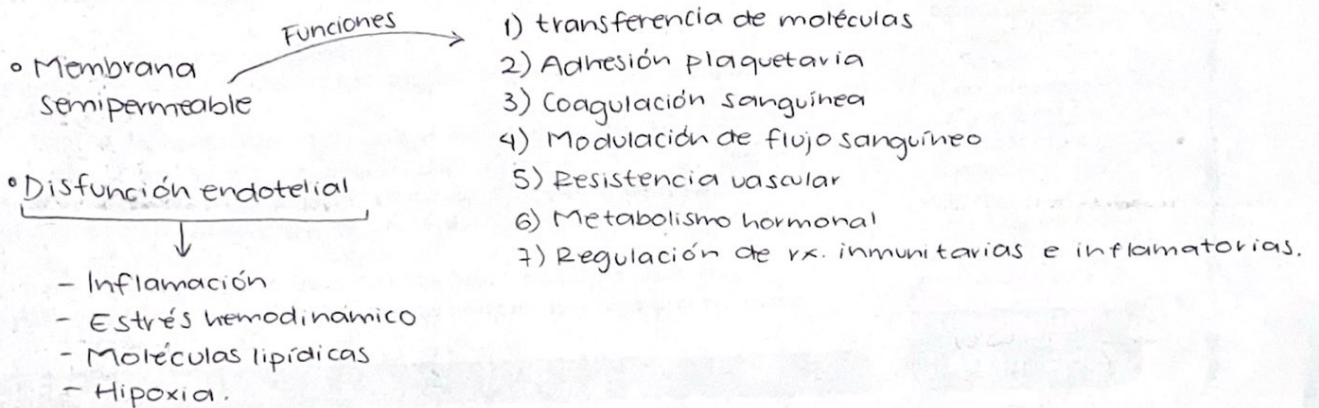 ° Membrana
semipermeable
Funciones
1) transferencia de moléculas
2) Adhesión plaquetaria
3) Coagulación sanguínea
4) Modulación de flujo sanguíneo
5) Resistencia vascular
6) Metabolismo hormonal
7) Regulación de rx. inmunitarias e inflamatorias.
° Disfunción endotelial
- Inflamación
- Estrés hemodinámico
- Moléculas lipídicas
- Hipoxia.